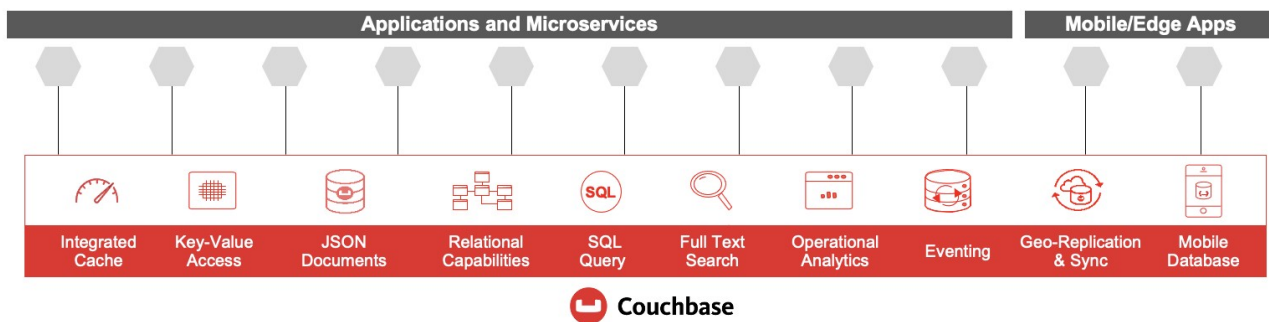 Applications and Microservices
Mobile/Edge Apps
SQL
Integrated
Cache
Key-Value
Access
JSON
Documents
Relational
Capabilities
SQL
Query
Full Text
Search
Operational
Analytics
Eventing
Geo-Replication
& Sync
Mobile
Database
Couchbase